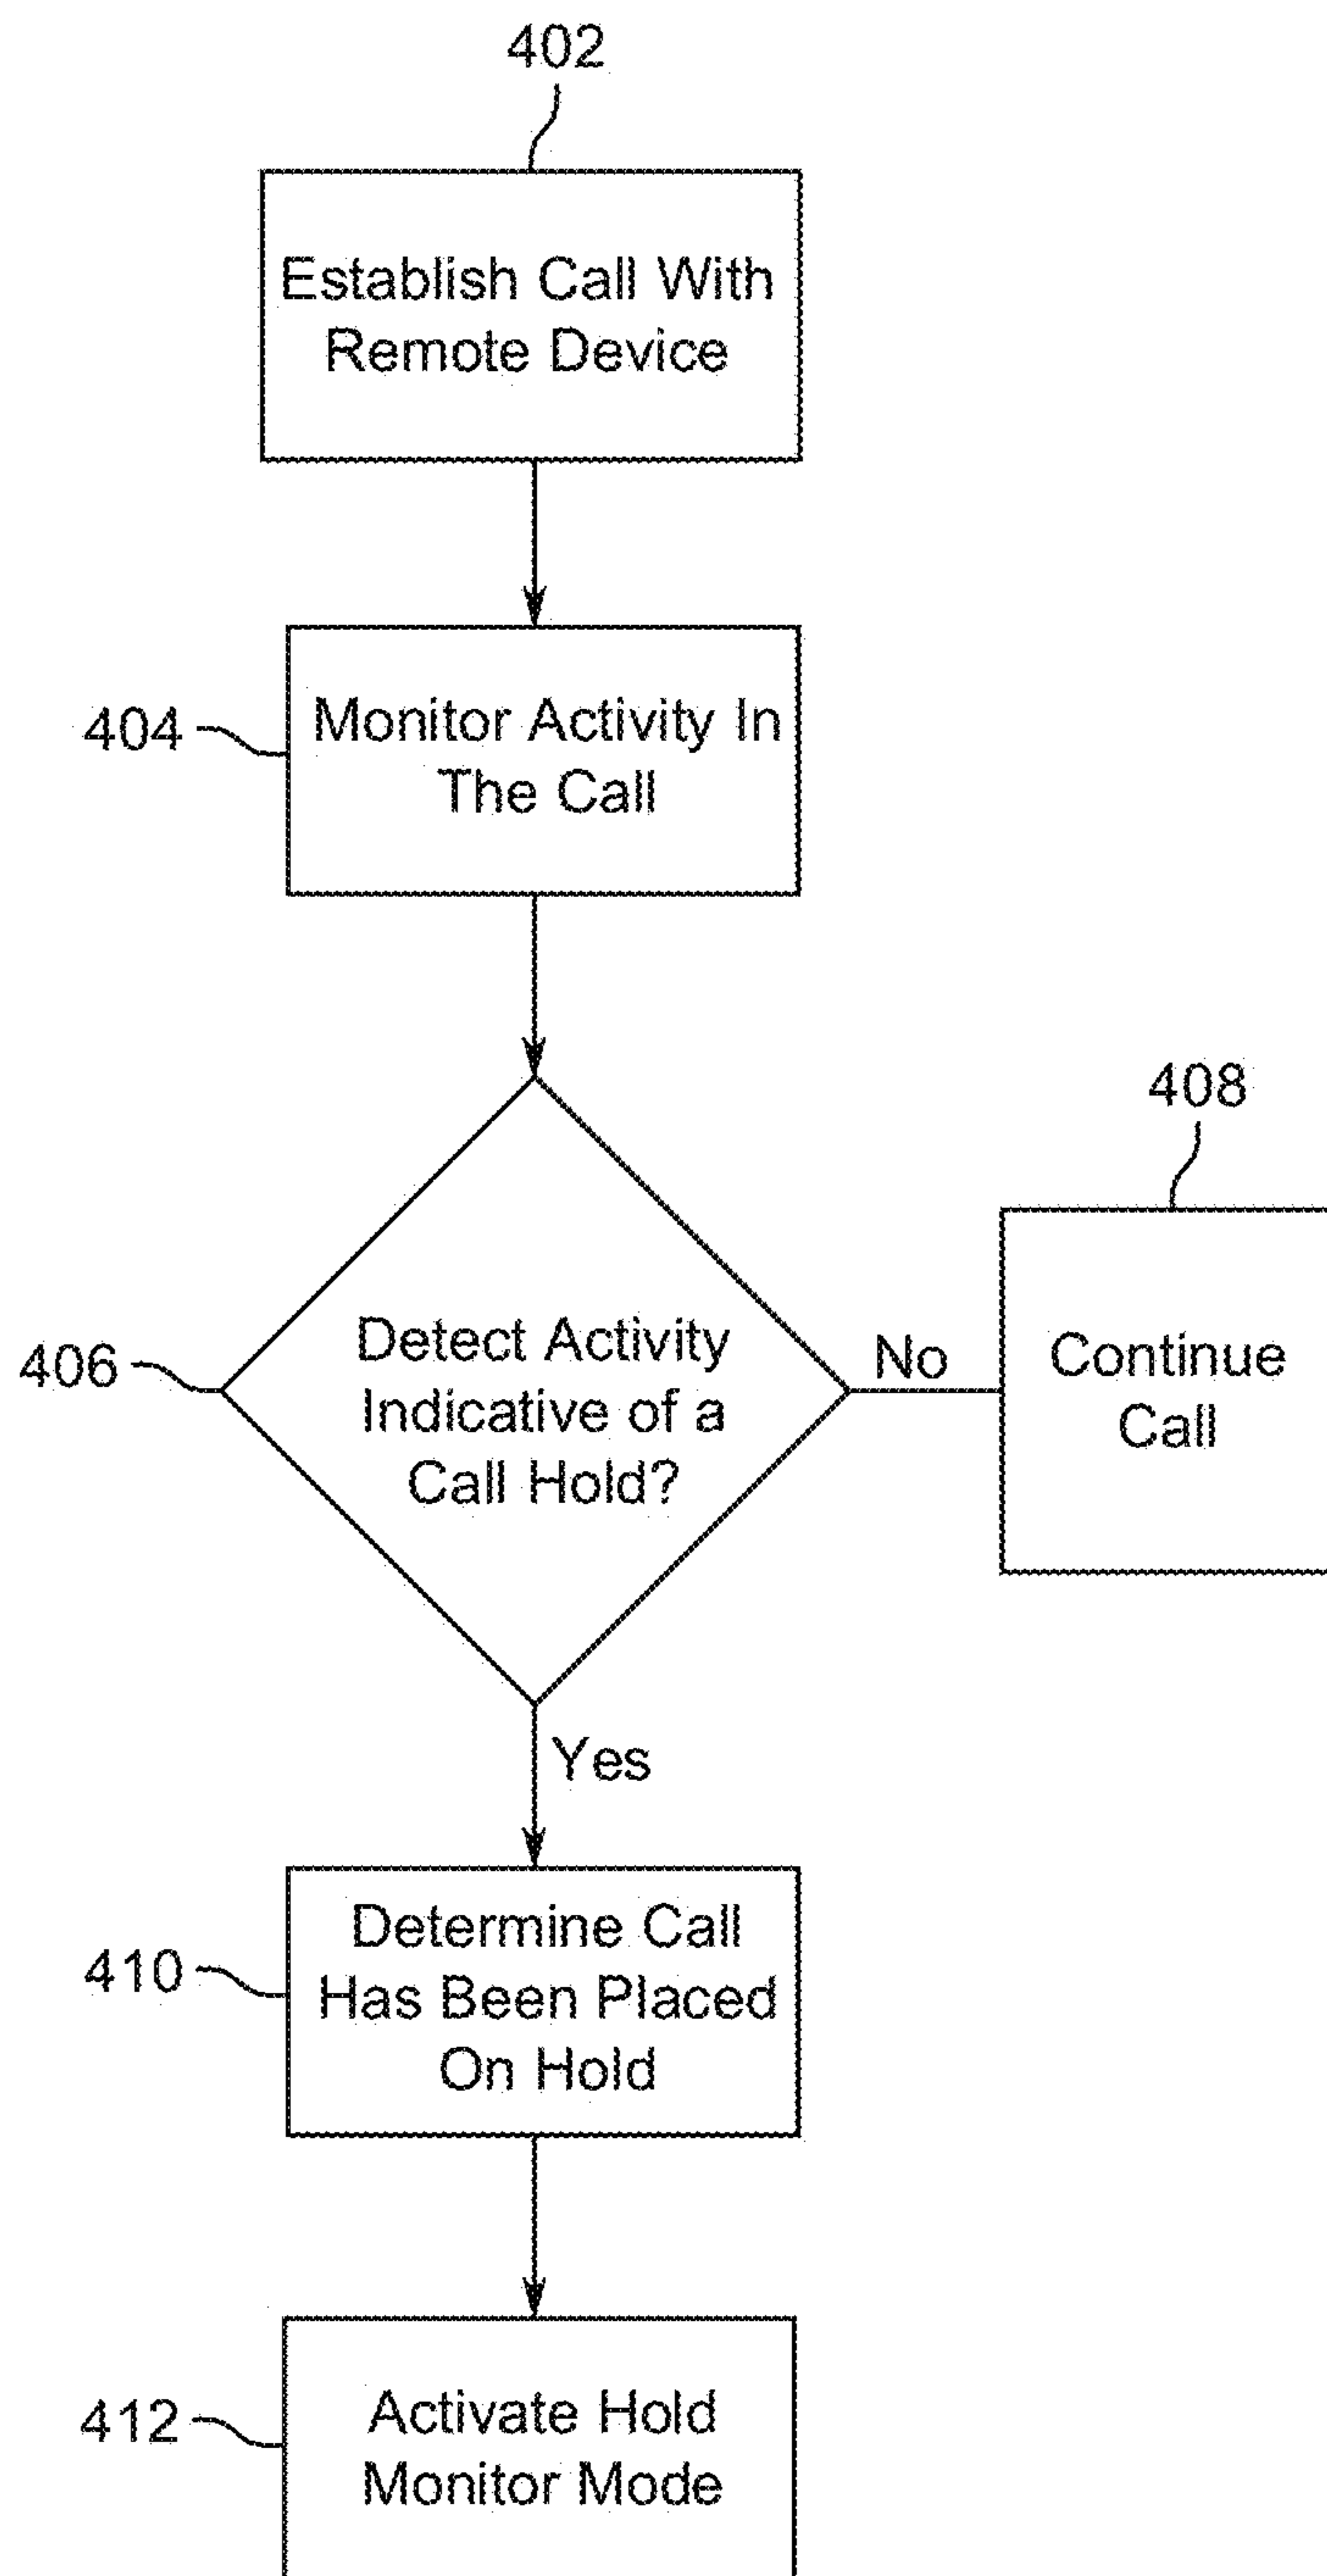 402
Establish Call With
Remote Device
404
Monitor Activity In
The Call
408
406
Detect Activity
Indicative of a
Call Hold?
No
Continue
Call
Yes
410
Determine Call
Has Been Placed
On Hold
412
Activate Hold
Monitor Mode